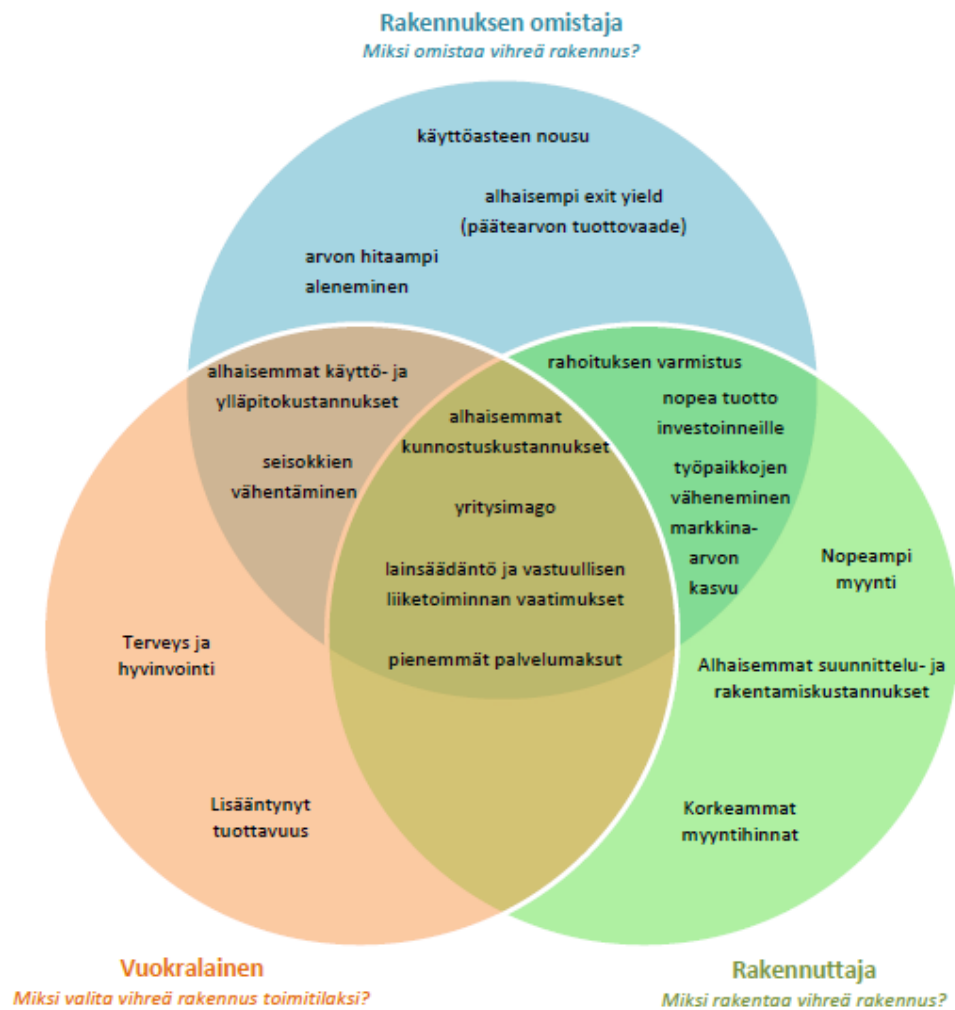 Rakennuksen omistaja
Miksi omistaa vihreä rakennus?
käyttöasteen nousu
alhaisempi exit yield
(päätearvon tuottovaade)
arvon hitaampi
aleneminen
alhaisemmat käyttö- ja
ylläpitokustannukset
seisokkien
vähentäminen
rahoituksen varmistus
nopea tuotto
investoinneille
työpaikkojen
väheneminen
markkina-
arvon
kasvu
alhaisemmat
kunnostuskustannukset
yritysimago
lainsäädäntö ja vastuullisen
liiketoiminnan vaatimukset
pienemmät palvelumaksut
Nopeampi
myynti
Terveys ja
hyvinvointi
Alhaisemmat suunnittelu- ja
rakentamiskustannukset
Lisääntynyt
tuottavuus
Korkeammat
myyntihinnat
Vuokralainen
Miksi valita vihreä rakennus toimitilaksi?
Rakennuttaja
Miksi rakentaa vihreä rakennus?